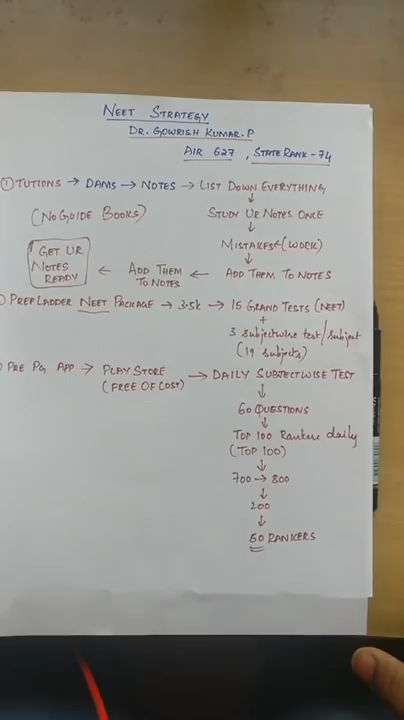 NEET STRATEGY
DR. GOWRISH KUMAR.P
AIR 627, STATE RANK-74
① TUTIONS → DAMS → NOTES → LIST DOWN EVERYTHING
↓
(NO GUIDE BOOKS) STUDY UR NOTES ONCE
↓
MISTAKES
↓
GET UR NOTES READY ← ADD THEM TO NOTES ← ADD THEM TO NOTES
) PREPLADDER NEET PACKAGE → 3.5K → 15 GRAND TESTS (NEET)
+
3 subjectwise test/subject
(19 subjects)
) PRE PG APP → PLAY STORE → DAILY SUBJECTWISE TEST
(FREE OF COST)
↓
60 QUESTIONS
↓
TOP 100 Rankers daily
(TOP 100)
↓
700 → 800
↓
200
↓
50 RANKERS